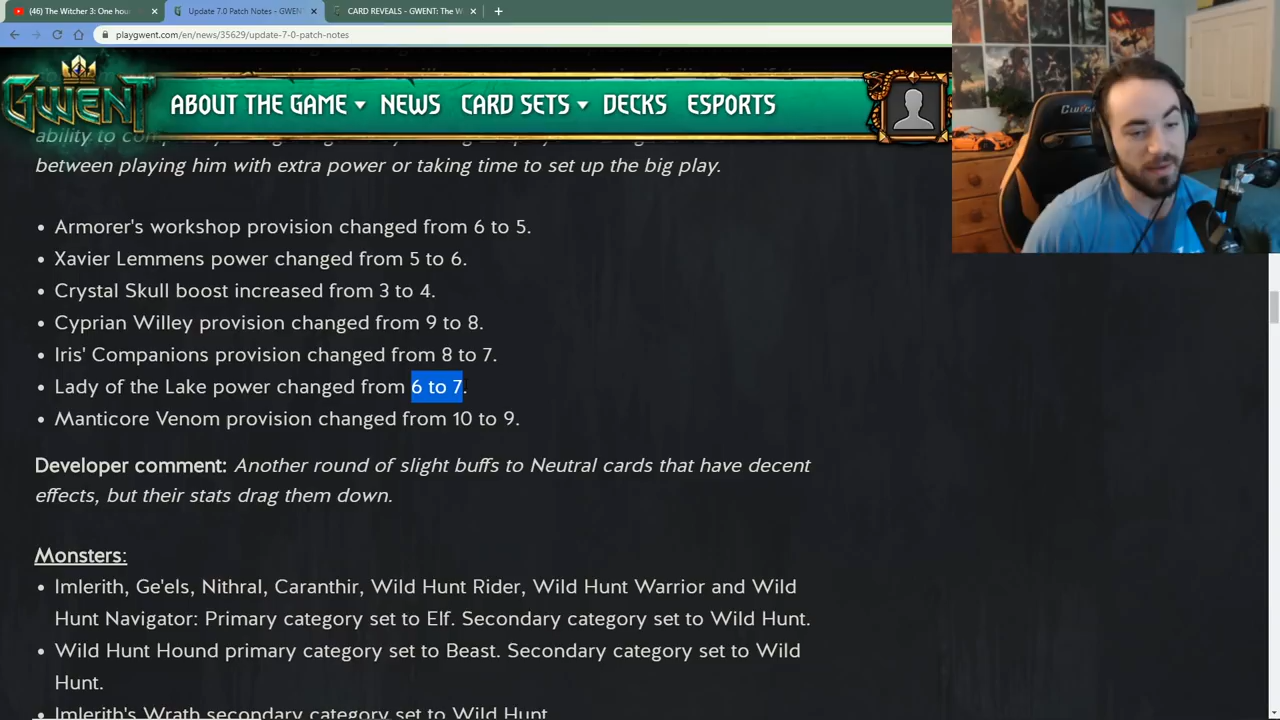 (46) The Witcher 3: One hou
Update 7.0 Patch Notes - GWEN
CARD REVEALS - GWENT: The W
playgwent.com/en/news/35629/update-7-0-patch-notes
GWENT
ABOUT THE GAME NEWS CARD SETS DECKS ESPORTS
ability to
between playing him with extra power or taking time to set up the big play.
• Armorer's workshop provision changed from 6 to 5.
• Xavier Lemmens power changed from 5 to 6.
• Crystal Skull boost increased from 3 to 4.
• Cyprian Willey provision changed from 9 to 8.
• Iris' Companions provision changed from 8 to 7.
• Lady of the Lake power changed from 6 to 7.
• Manticore Venom provision changed from 10 to 9.
Developer comment: Another round of slight buffs to Neutral cards that have decent
effects, but their stats drag them down.
Monsters:
• Imlerith, Ge'els, Nithral, Caranthir, Wild Hunt Rider, Wild Hunt Warrior and Wild
Hunt Navigator: Primary category set to Elf. Secondary category set to Wild Hunt.
• Wild Hunt Hound primary category set to Beast. Secondary category set to Wild
Hunt.
• Imlerith's Wrath secondary category set to Wild Hunt